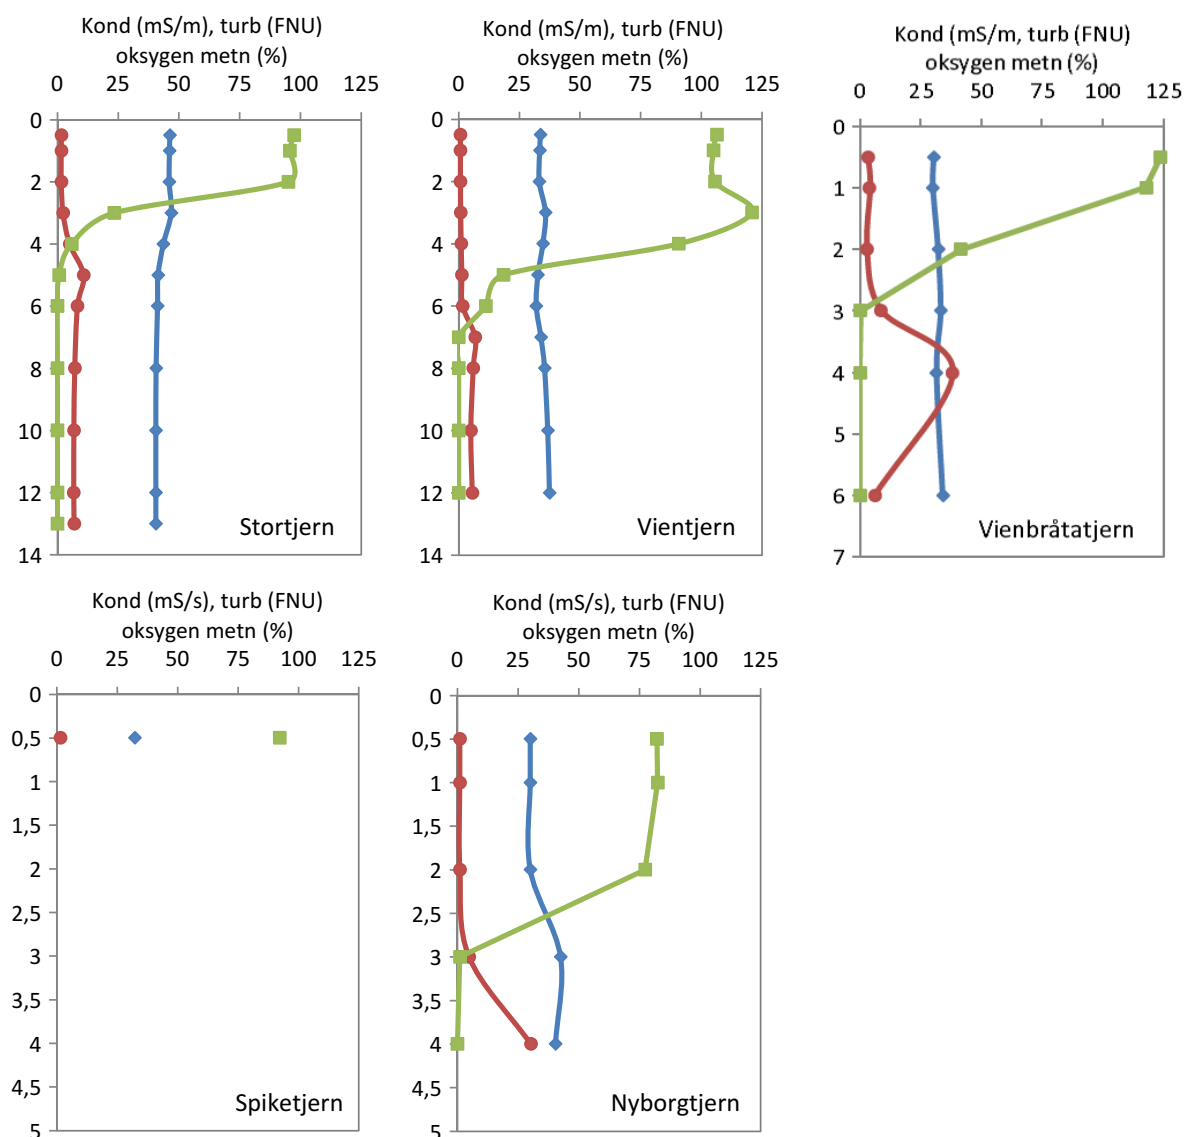 Kond (mS/m), turb (FNU)
oksygen metn (%)
0 25 50 75 100 125
0
2
4
6
8
10
12
14
Stortjern
Kond (mS/m), turb (FNU)
oksygen metn (%)
0 25 50 75 100 125
0
2
4
6
8
10
12
14
Vientjern
Kond (mS/m, turb (FNU)
oksygen metn (%)
0 25 50 75 100 125
0
1
2
3
4
5
6
7
Vienbråtatjern
Kond (mS/s), turb (FNU)
oksygen metn (%)
0 25 50 75 100 125
0
0,5
1
1,5
2
2,5
3
3,5
4
4,5
5
Spiketjern
Kond (mS/s), turb (FNU)
oksygen metn (%)
0 25 50 75 100 125
0
0,5
1
1,5
2
2,5
3
3,5
4
4,5
5
Nyborgtjern